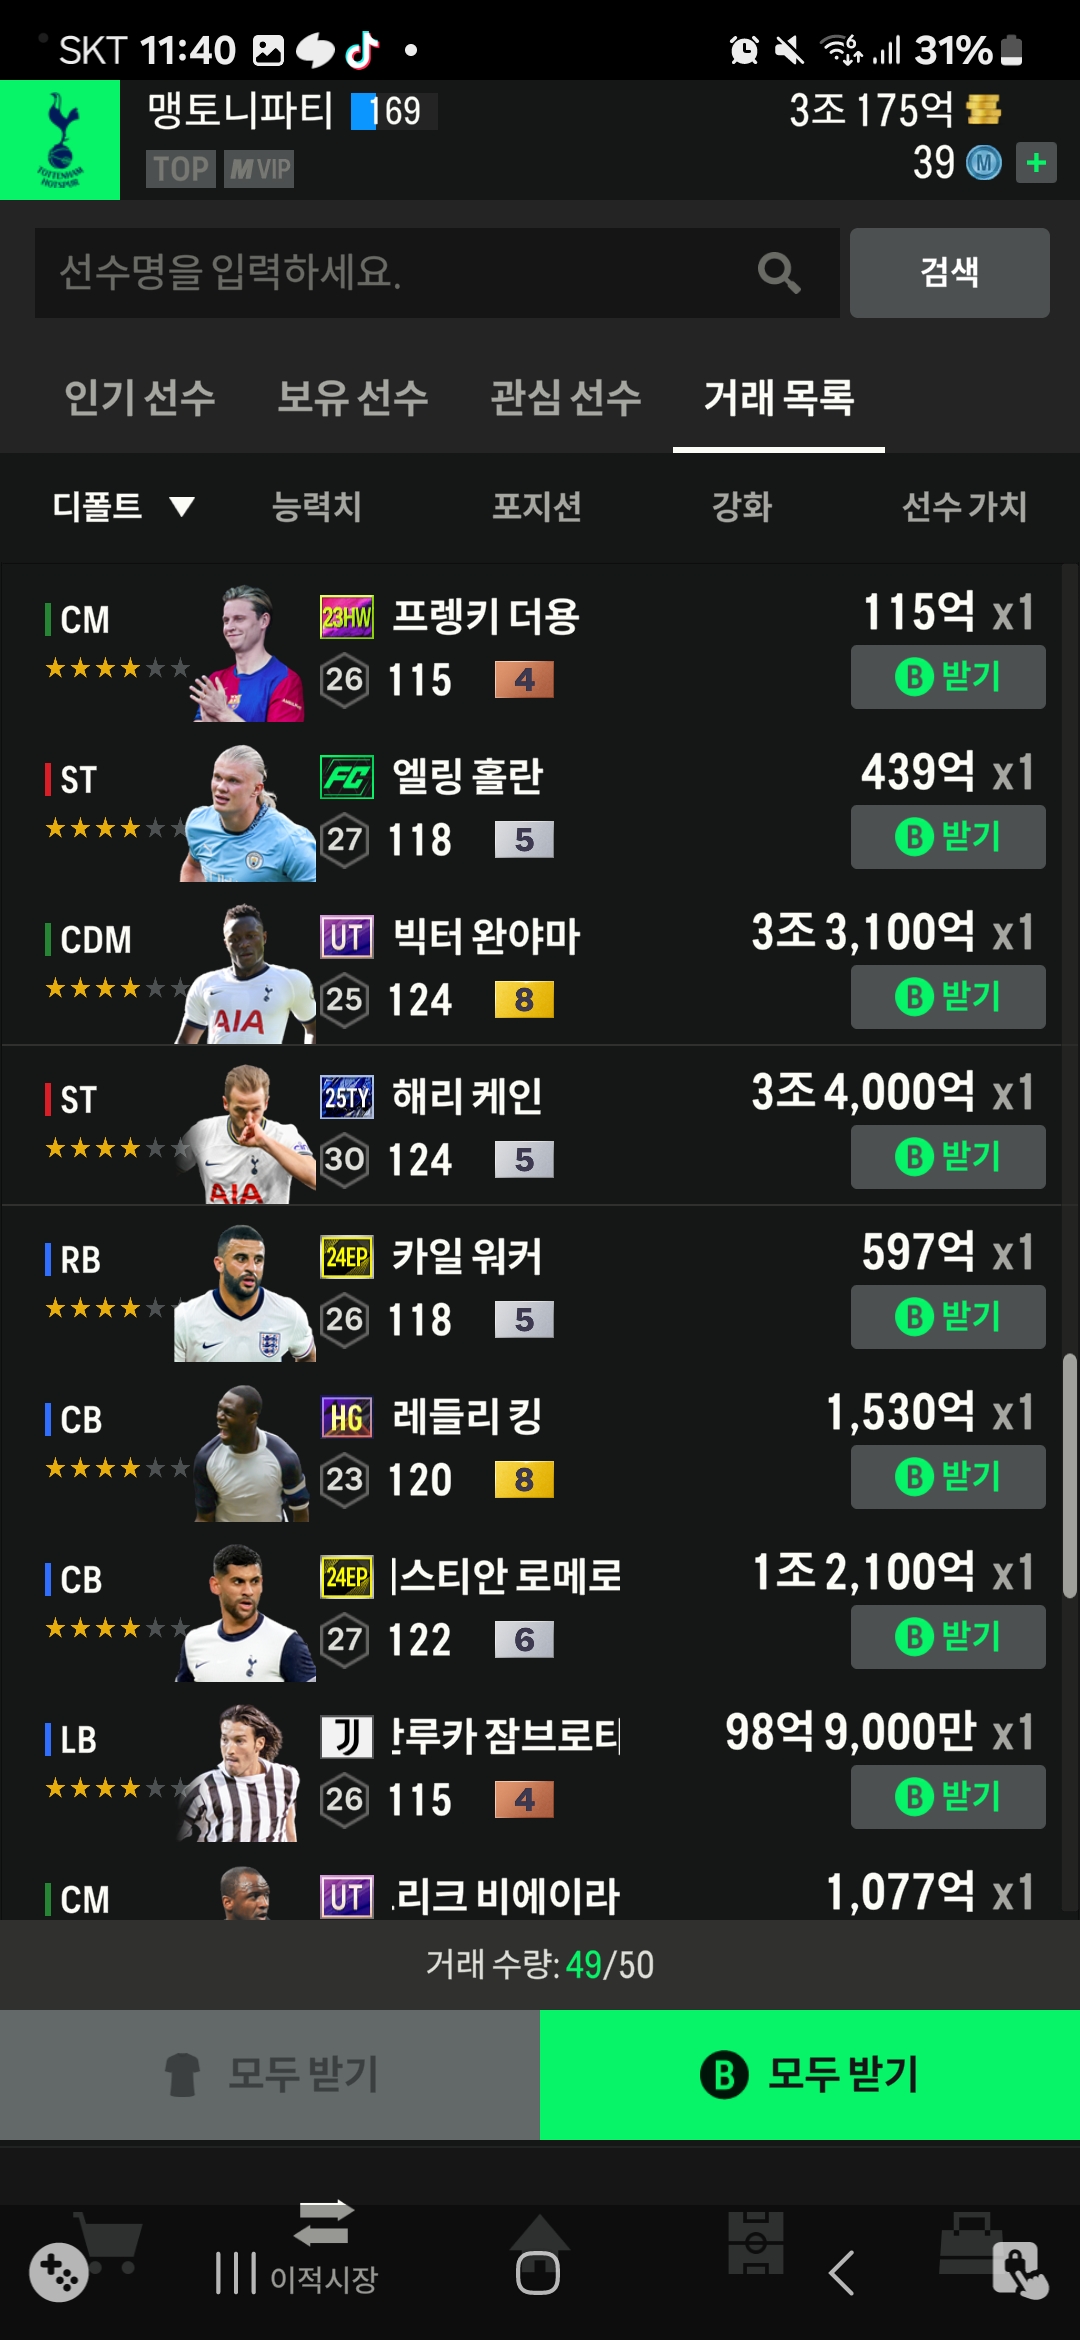 SKT 11:40 31%
맹토니파티 169 3조 175억
TOP M VIP 39 M +
TOTTENHAM HOTSPUR
선수명을 입력하세요. 검색
인기 선수 보유 선수 관심 선수 거래 목록
디폴트 ▼ 능력치 포지션 강화 선수 가치
CM 23HW 프렝키 더용 115억 x1
26 115 4 B 받기
ST FC 엘링 홀란 439억 x1
27 118 5 B 받기
CDM UT 빅터 완야마 3조 3,100억 x1
AIA 25 124 8 B 받기
ST 25TY 해리 케인 3조 4,000억 x1
AIA 30 124 5 B 받기
RB 24EP 카일 워커 597억 x1
26 118 5 B 받기
CB HG 레들리 킹 1,530억 x1
23 120 8 B 받기
CB 24EP 스티안 로메로 1조 2,100억 x1
27 122 6 B 받기
LB 루카 잠브로타 98억 9,000만 x1
26 115 4 B 받기
CM UT 리크 비에이라 1,077억 x1
거래 수량: 49/50
모두 받기 B 모두 받기
이적시장